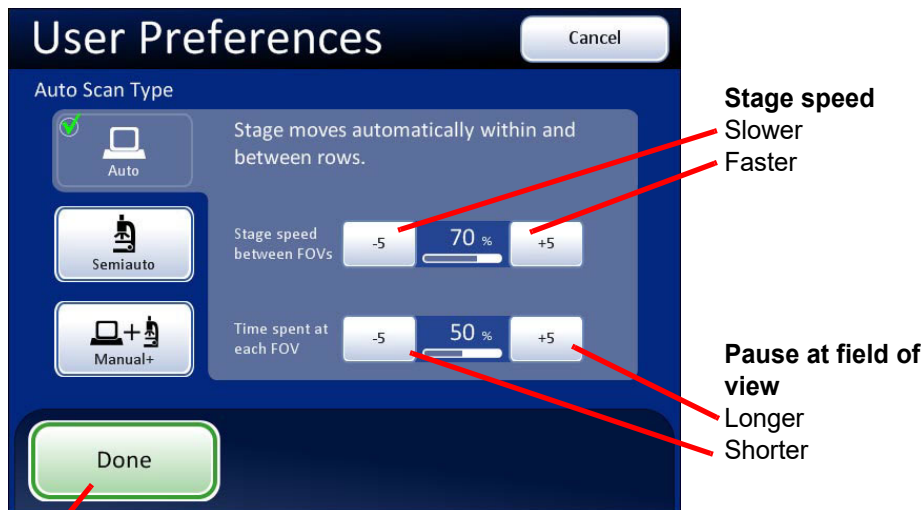 User Preferences
Cancel
Auto Scan Type
Auto
Stage moves automatically within and
between rows.
Semiauto
Stage speed
between FOVs
-5
70 %
+5
Manual+
Time spent at
each FOV
-5
50 %
+5
Done
Stage speed
Slower
Faster
Pause at field of
view
Longer
Shorter